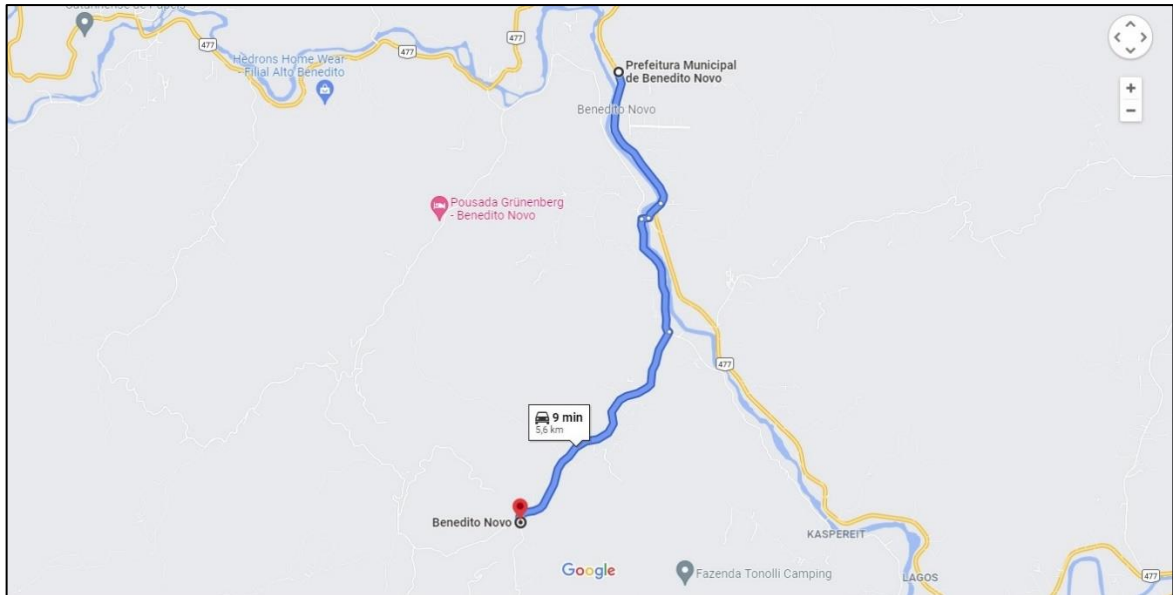 477
477
477
Hedrons Home Wear
- Filial Alto Benedito
Prefeitura Municipal
de Benedito Novo
Benedito Novo
Pousada Grünenberg
- Benedito Novo
477
9 min
5,6 km
Benedito Novo
KASPEREIT
Google
Fazenda Tonolli Camping
LAGOS
477